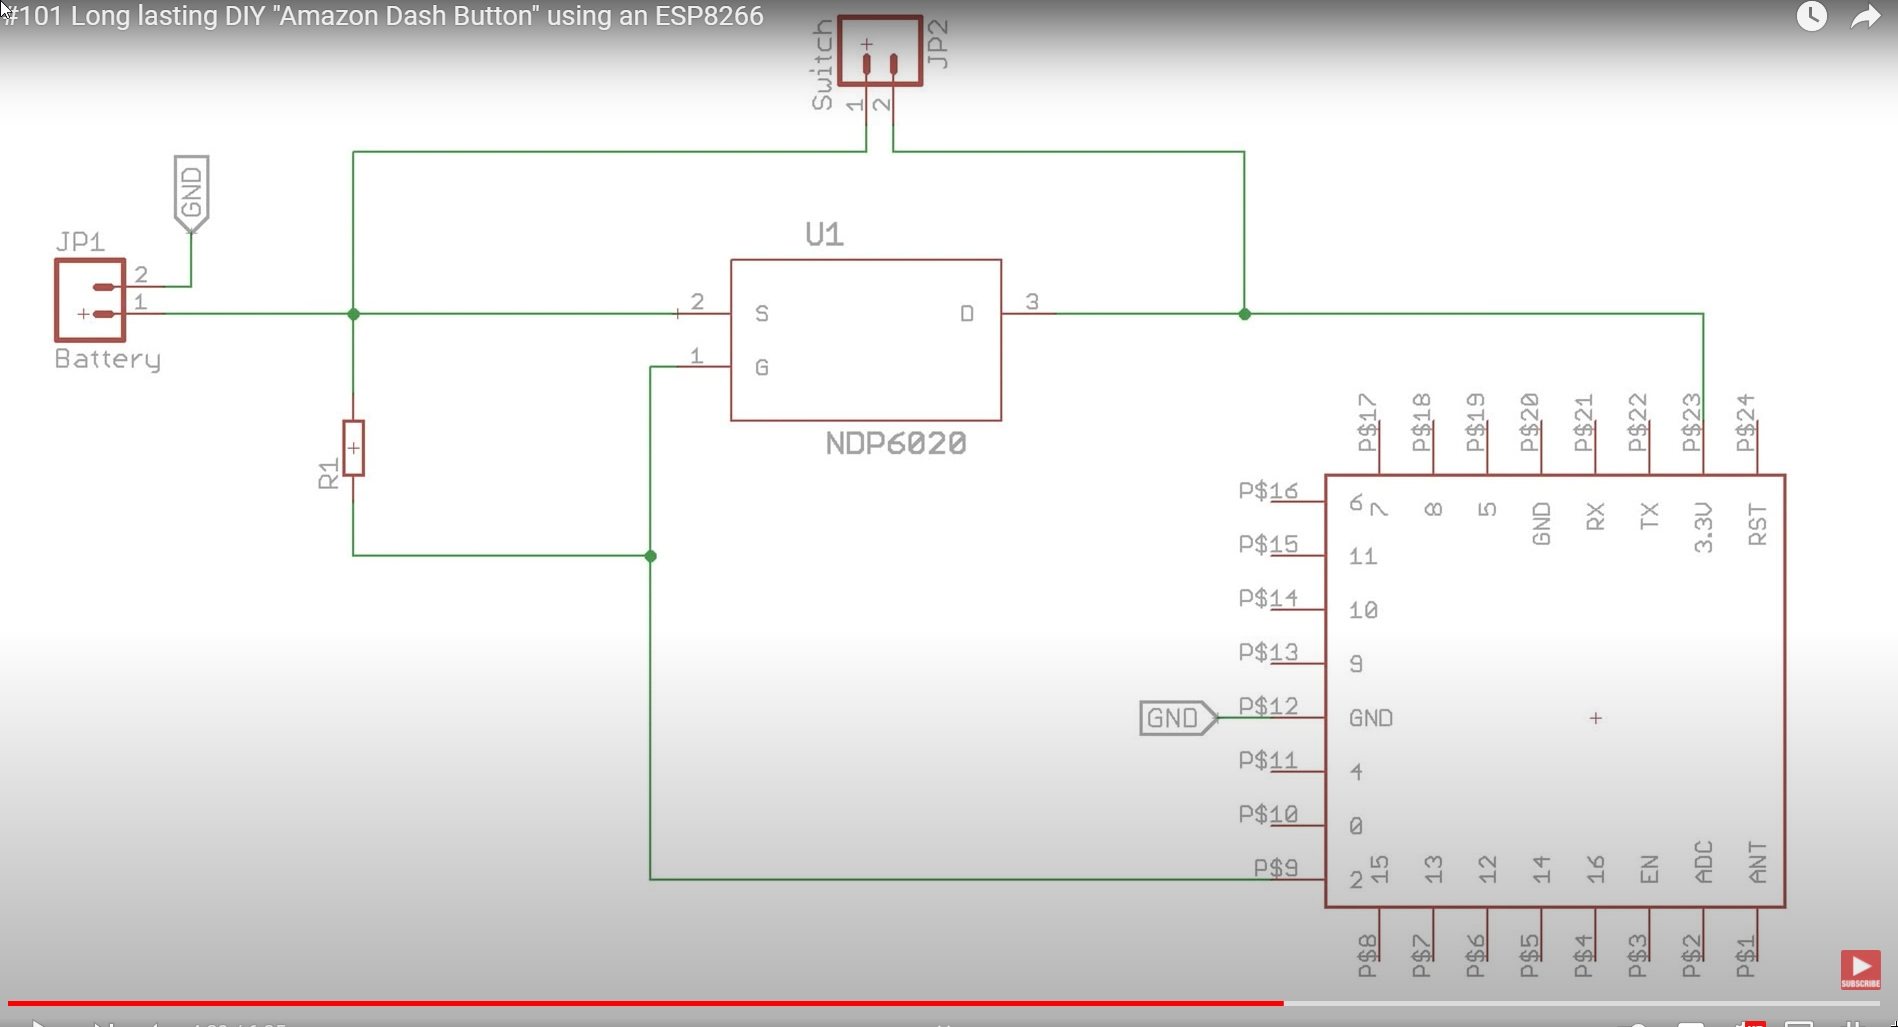 #101 Long lasting DIY "Amazon Dash Button" using an ESP8266
Switch
JP2
1
2
GND
JP1
2
1
Battery
U1
2
S
D
3
1
G
NDP6020
R1
P$17
P$18
P$19
P$20
P$21
P$22
P$23
P$24
P$16
6
7
8
5
GND
RX
TX
3.3V
RST
P$15
11
P$14
10
P$13
9
GND
P$12
GND
P$11
4
P$10
0
P$9
2
15
13
12
14
16
EN
ADC
ANT
P$8
P$7
P$6
P$5
P$4
P$3
P$2
P$1
SUBSCRIBE